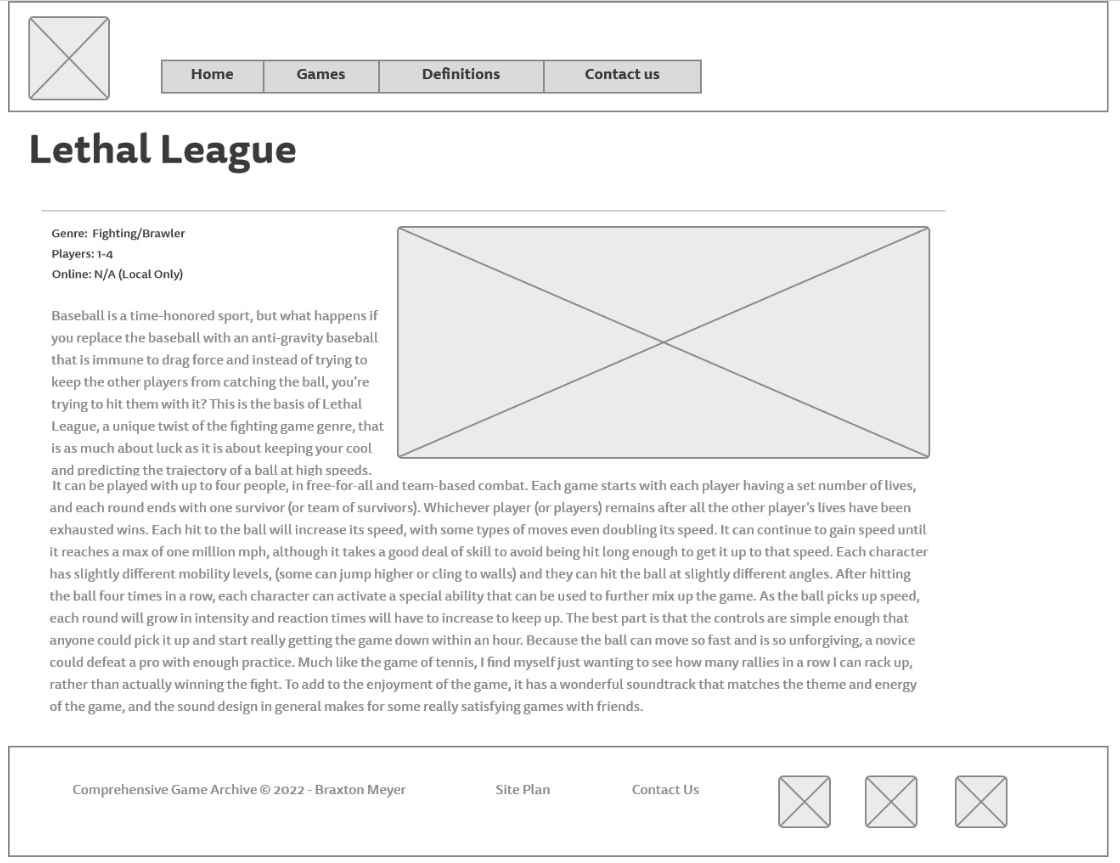 Home Games Definitions Contact us
Lethal League
Genre:  Fighting/Brawler
Players: 1-4
Online: N/A (Local Only)
Baseball is a time-honored sport, but what happens if
you replace the baseball with an anti-gravity baseball
that is immune to drag force and instead of trying to
keep the other players from catching the ball, you're
trying to hit them with it? This is the basis of Lethal
League, a unique twist of the fighting game genre, that
is as much about luck as it is about keeping your cool
and predicting the trajectory of a ball at high speeds.
It can be played with up to four people, in free-for-all and team-based combat. Each game starts with each player having a set number of lives,
and each round ends with one survivor (or team of survivors). Whichever player (or players) remains after all the other player's lives have been
exhausted wins. Each hit to the ball will increase its speed, with some types of moves even doubling its speed. It can continue to gain speed until
it reaches a max of one million mph, although it takes a good deal of skill to avoid being hit long enough to get it up to that speed. Each character
has slightly different mobility levels, (some can jump higher or cling to walls) and they can hit the ball at slightly different angles. After hitting
the ball four times in a row, each character can activate a special ability that can be used to further mix up the game. As the ball picks up speed,
each round will grow in intensity and reaction times will have to increase to keep up. The best part is that the controls are simple enough that
anyone could pick it up and start really getting the game down within an hour. Because the ball can move so fast and is so unforgiving, a novice
could defeat a pro with enough practice. Much like the game of tennis, I find myself just wanting to see how many rallies in a row I can rack up,
rather than actually winning the fight. To add to the enjoyment of the game, it has a wonderful soundtrack that matches the theme and energy
of the game, and the sound design in general makes for some really satisfying games with friends.
Comprehensive Game Archive © 2022 - Braxton Meyer Site Plan Contact Us